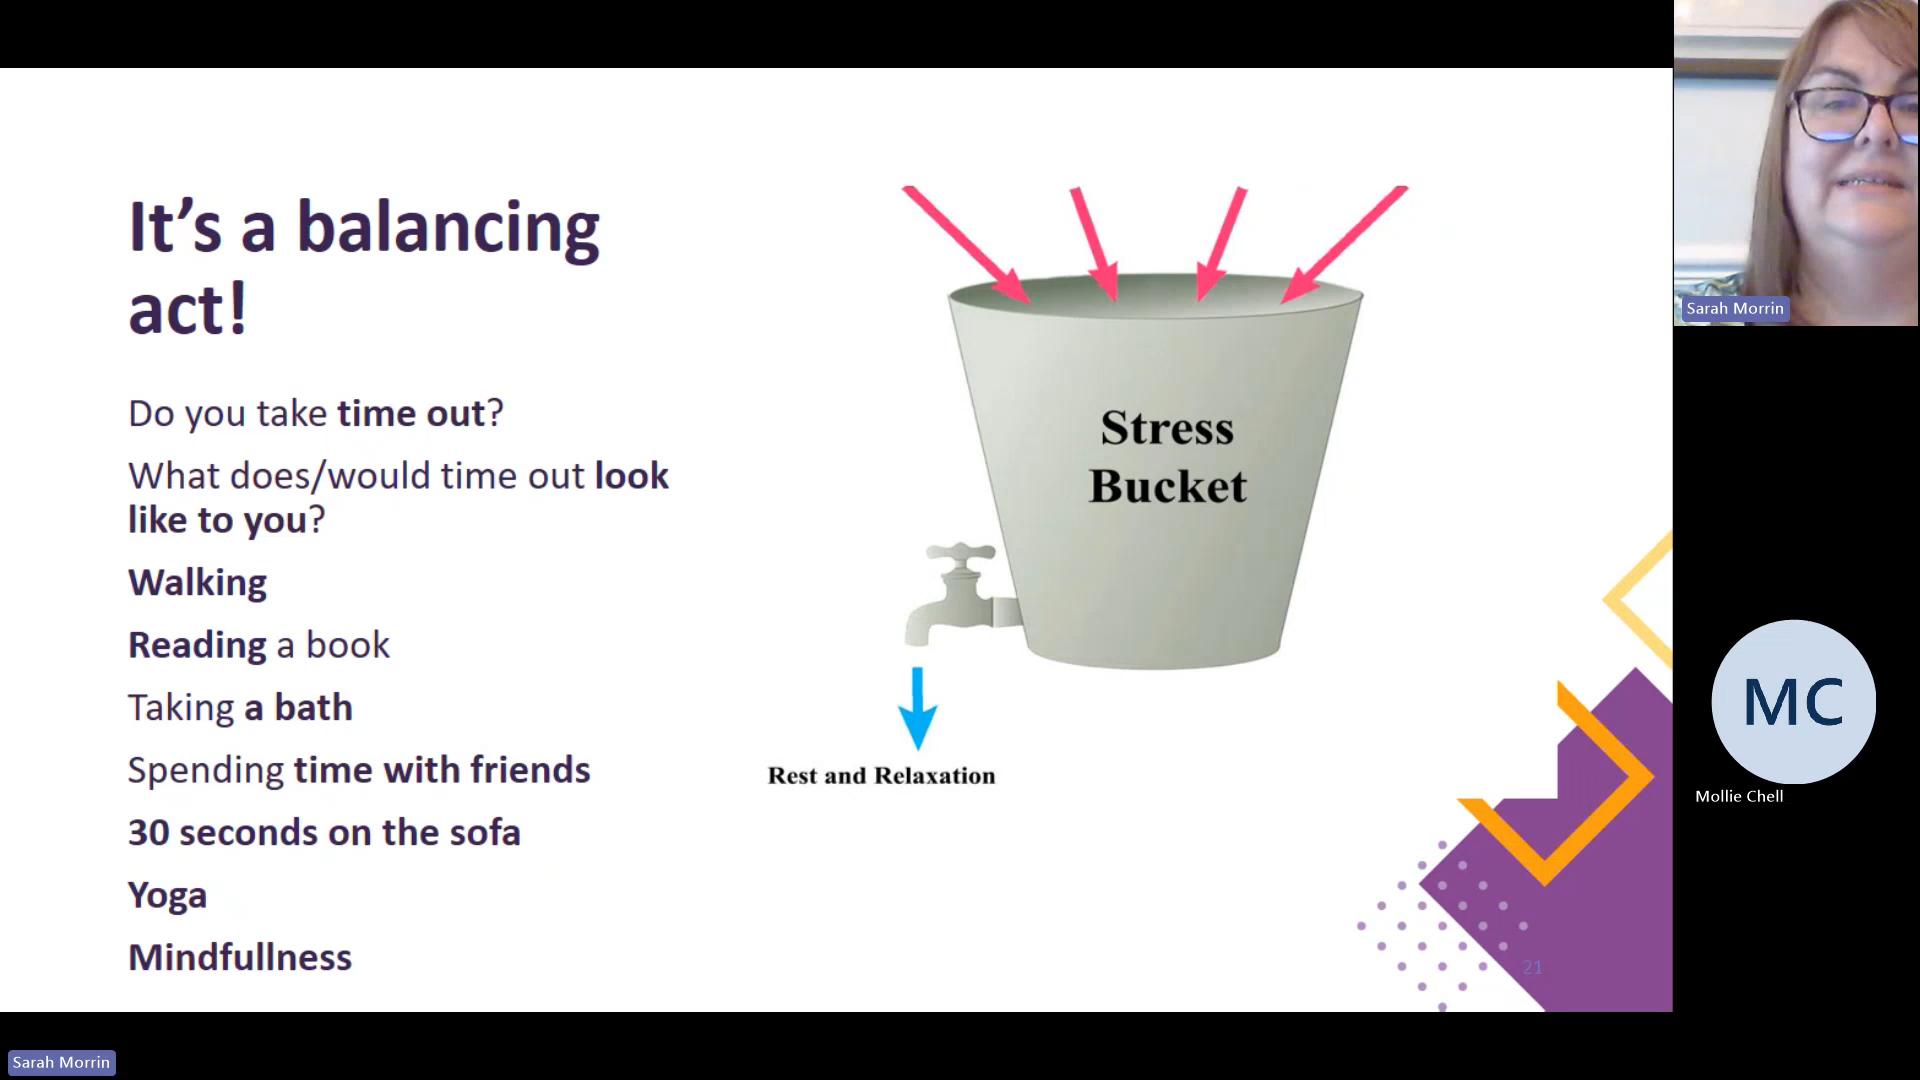 It's a balancing
act!
Do you take time out?
What does/would time out look
like to you?
Walking
Reading a book
Taking a bath
Spending time with friends
30 seconds on the sofa
Yoga
Mindfullness
Stress
Bucket
Rest and Relaxation
21
Sarah Morrin
MC
Mollie Chell
Sarah Morrin